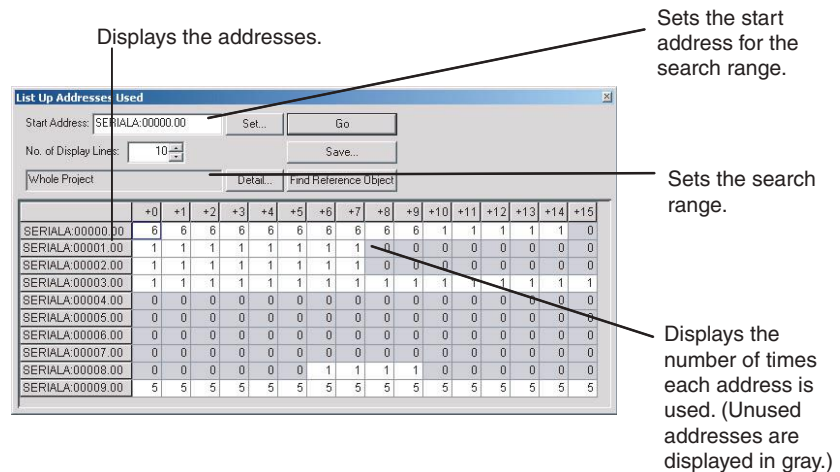 Displays the addresses.
Sets the start
address for the
search range.
List Up Addresses Used
Start Address: SERIALA:00000.00 Set... Go
No. of Display Lines: 10 Save...
Whole Project Detail... Find Reference Object
Sets the search
range.
+0 +1 +2 +3 +4 +5 +6 +7 +8 +9 +10 +11 +12 +13 +14 +15
SERIALA:00000.00 6 6 6 6 6 6 6 6 6 6 1 1 1 1 1 0
SERIALA:00001.00 1 1 1 1 1 1 1 1 0 0 0 0 0 0 0 0
SERIALA:00002.00 1 1 1 1 1 1 1 1 0 0 0 0 0 0 0 0
SERIALA:00003.00 1 1 1 1 1 1 1 1 1 1 1 1 1 1 1 1
SERIALA:00004.00 0 0 0 0 0 0 0 0 0 0 0 0 0 0 0 0
SERIALA:00005.00 0 0 0 0 0 0 0 0 0 0 0 0 0 0 0 0
SERIALA:00006.00 0 0 0 0 0 0 0 0 0 0 0 0 0 0 0 0
SERIALA:00007.00 0 0 0 0 0 0 0 0 0 0 0 0 0 0 0 0
SERIALA:00008.00 0 0 0 0 0 0 1 1 1 1 0 0 0 0 0 0
SERIALA:00009.00 5 5 5 5 5 5 5 5 5 5 5 5 5 5 5 5
Displays the
number of times
each address is
used. (Unused
addresses are
displayed in gray.)